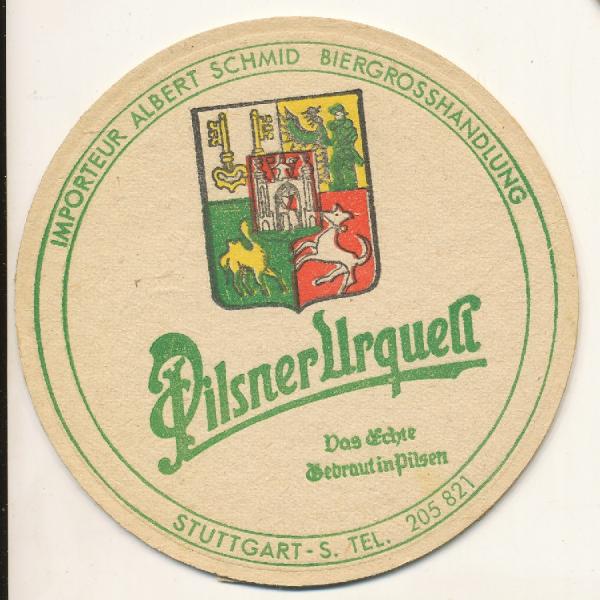 IMPORTEUR ALBERT SCHMID BIERGROSSHANDLUNG
Pilsner Urquell
Das Echte
Gebraut in Pilsen
STUTTGART-S. TEL. 205 821